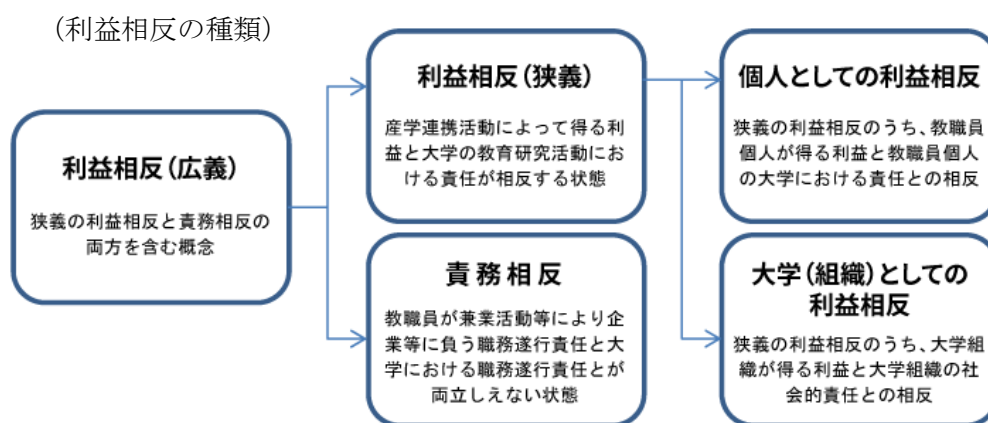 (利益相反の種類)
利益相反(広義)
狭義の利益相反と責務相反の
両方を含む概念
利益相反(狭義)
産学連携活動によって得る利
益と大学の教育研究活動にお
ける責任が相反する状態
責務相反
教職員が兼業活動等により企
業等に負う職務遂行責任と大
学における職務遂行責任とが
両立しえない状態
個人としての利益相反
狭義の利益相反のうち、教職員
個人が得る利益と教職員個人
の大学における責任との相反
大学(組織)としての
利益相反
狭義の利益相反のうち、大学組
織が得る利益と大学組織の社
会的責任との相反